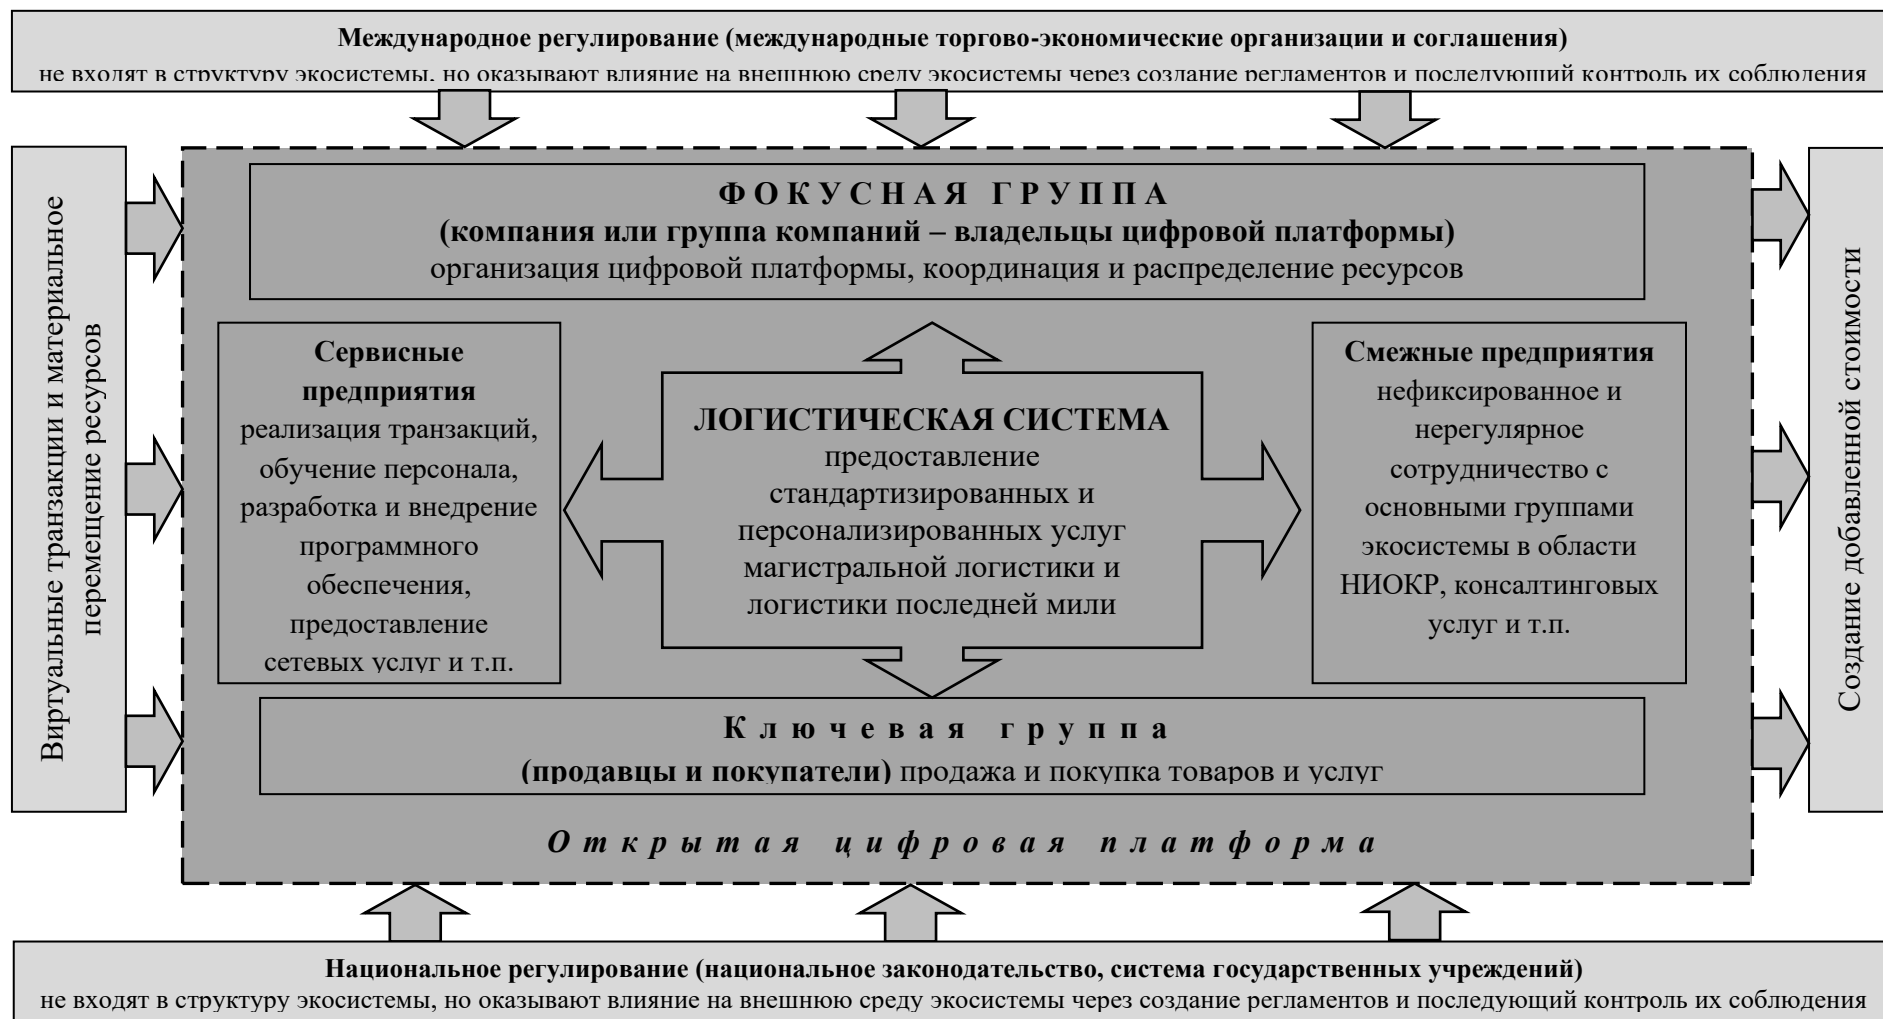 Международное регулирование (международные торгово-экономические организации и соглашения)
не входят в структуру экосистемы, но оказывают влияние на внешнюю среду экосистемы через создание регламентов и последующий контроль их соблюдения
Виртуальные транзакции и материальное
перемещение ресурсов
ФОКУСНАЯ ГРУППА
(компания или группа компаний – владельцы цифровой платформы)
организация цифровой платформы, координация и распределение ресурсов
Сервисные
предприятия
реализация транзакций,
обучение персонала,
разработка и внедрение
программного
обеспечения,
предоставление
сетевых услуг и т.п.
ЛОГИСТИЧЕСКАЯ СИСТЕМА
предоставление
стандартизированных и
персонализированных услуг
магистральной логистики и
логистики последней мили
Смежные предприятия
нефиксированное и
нерегулярное
сотрудничество с
основными группами
экосистемы в области
НИОКР, консалтинговых
услуг и т.п.
Ключевая группа
(продавцы и покупатели) продажа и покупка товаров и услуг
Открытая цифровая платформа
Создание добавленной стоимости
Национальное регулирование (национальное законодательство, система государственных учреждений)
не входят в структуру экосистемы, но оказывают влияние на внешнюю среду экосистемы через создание регламентов и последующий контроль их соблюдения